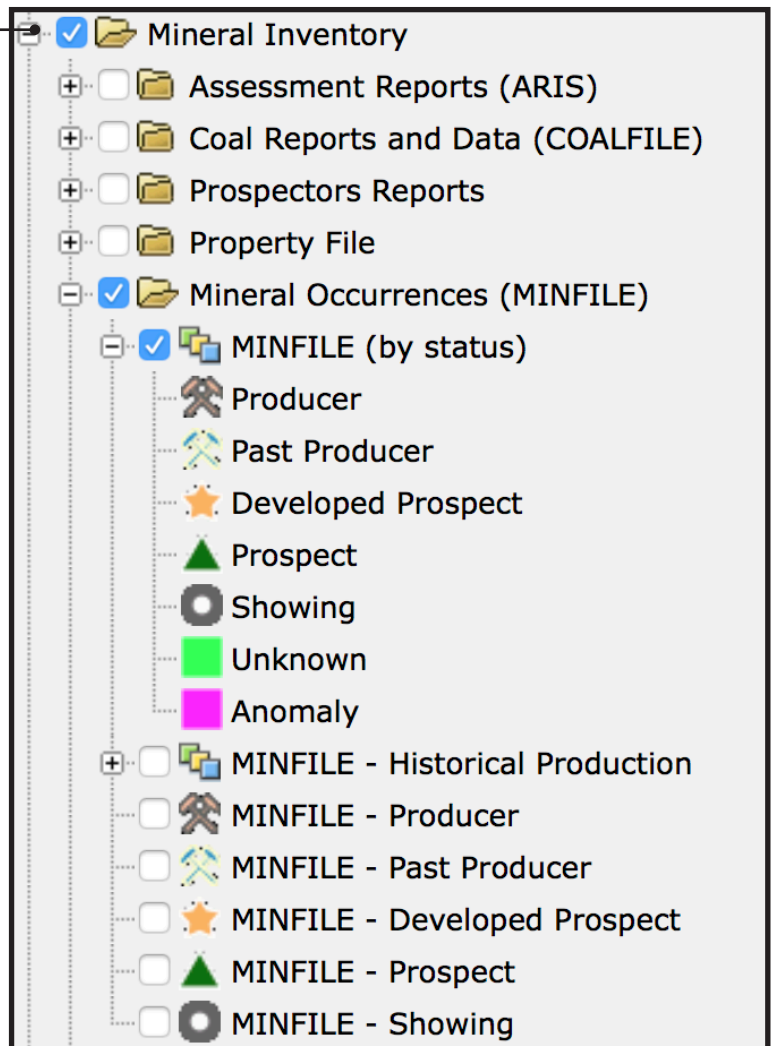 Mineral Inventory
Assessment Reports (ARIS)
Coal Reports and Data (COALFILE)
Prospectors Reports
Property File
Mineral Occurrences (MINFILE)
MINFILE (by status)
Producer
Past Producer
Developed Prospect
Prospect
Showing
Unknown
Anomaly
MINFILE - Historical Production
MINFILE - Producer
MINFILE - Past Producer
MINFILE - Developed Prospect
MINFILE - Prospect
MINFILE - Showing